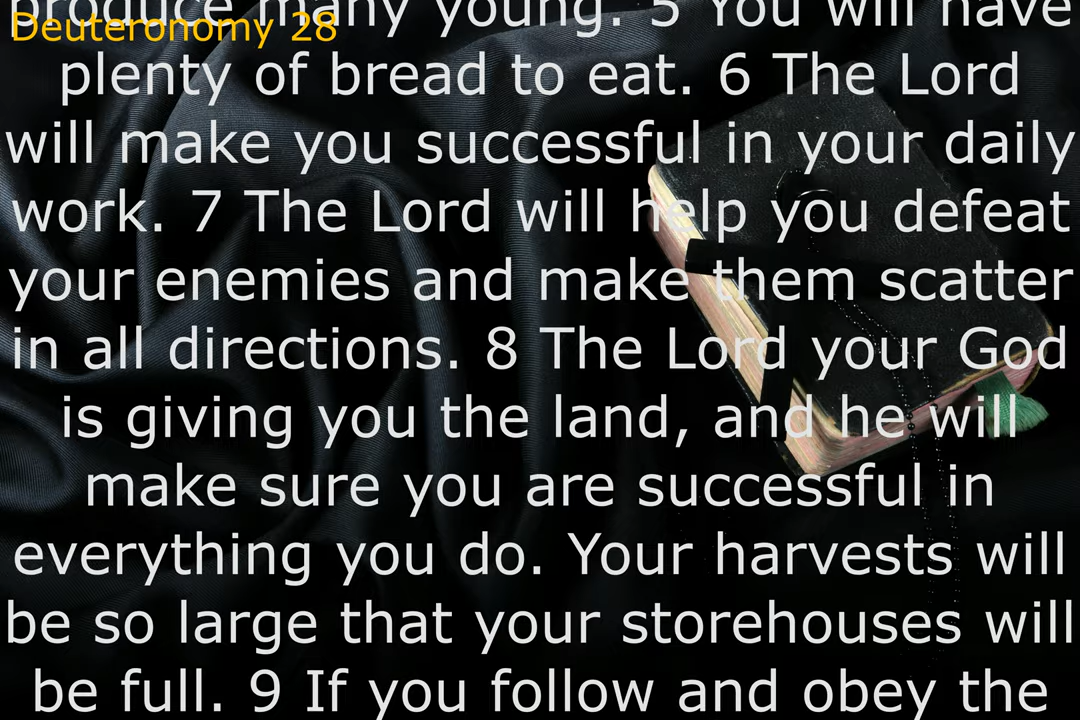 produce many young. 5 You will have
Deuteronomy 28
plenty of bread to eat. 6 The Lord
will make you successful in your daily
work. 7 The Lord will help you defeat
your enemies and make them scatter
in all directions. 8 The Lord your God
is giving you the land, and he will
make sure you are successful in
everything you do. Your harvests will
be so large that your storehouses will
be full. 9 If you follow and obey the